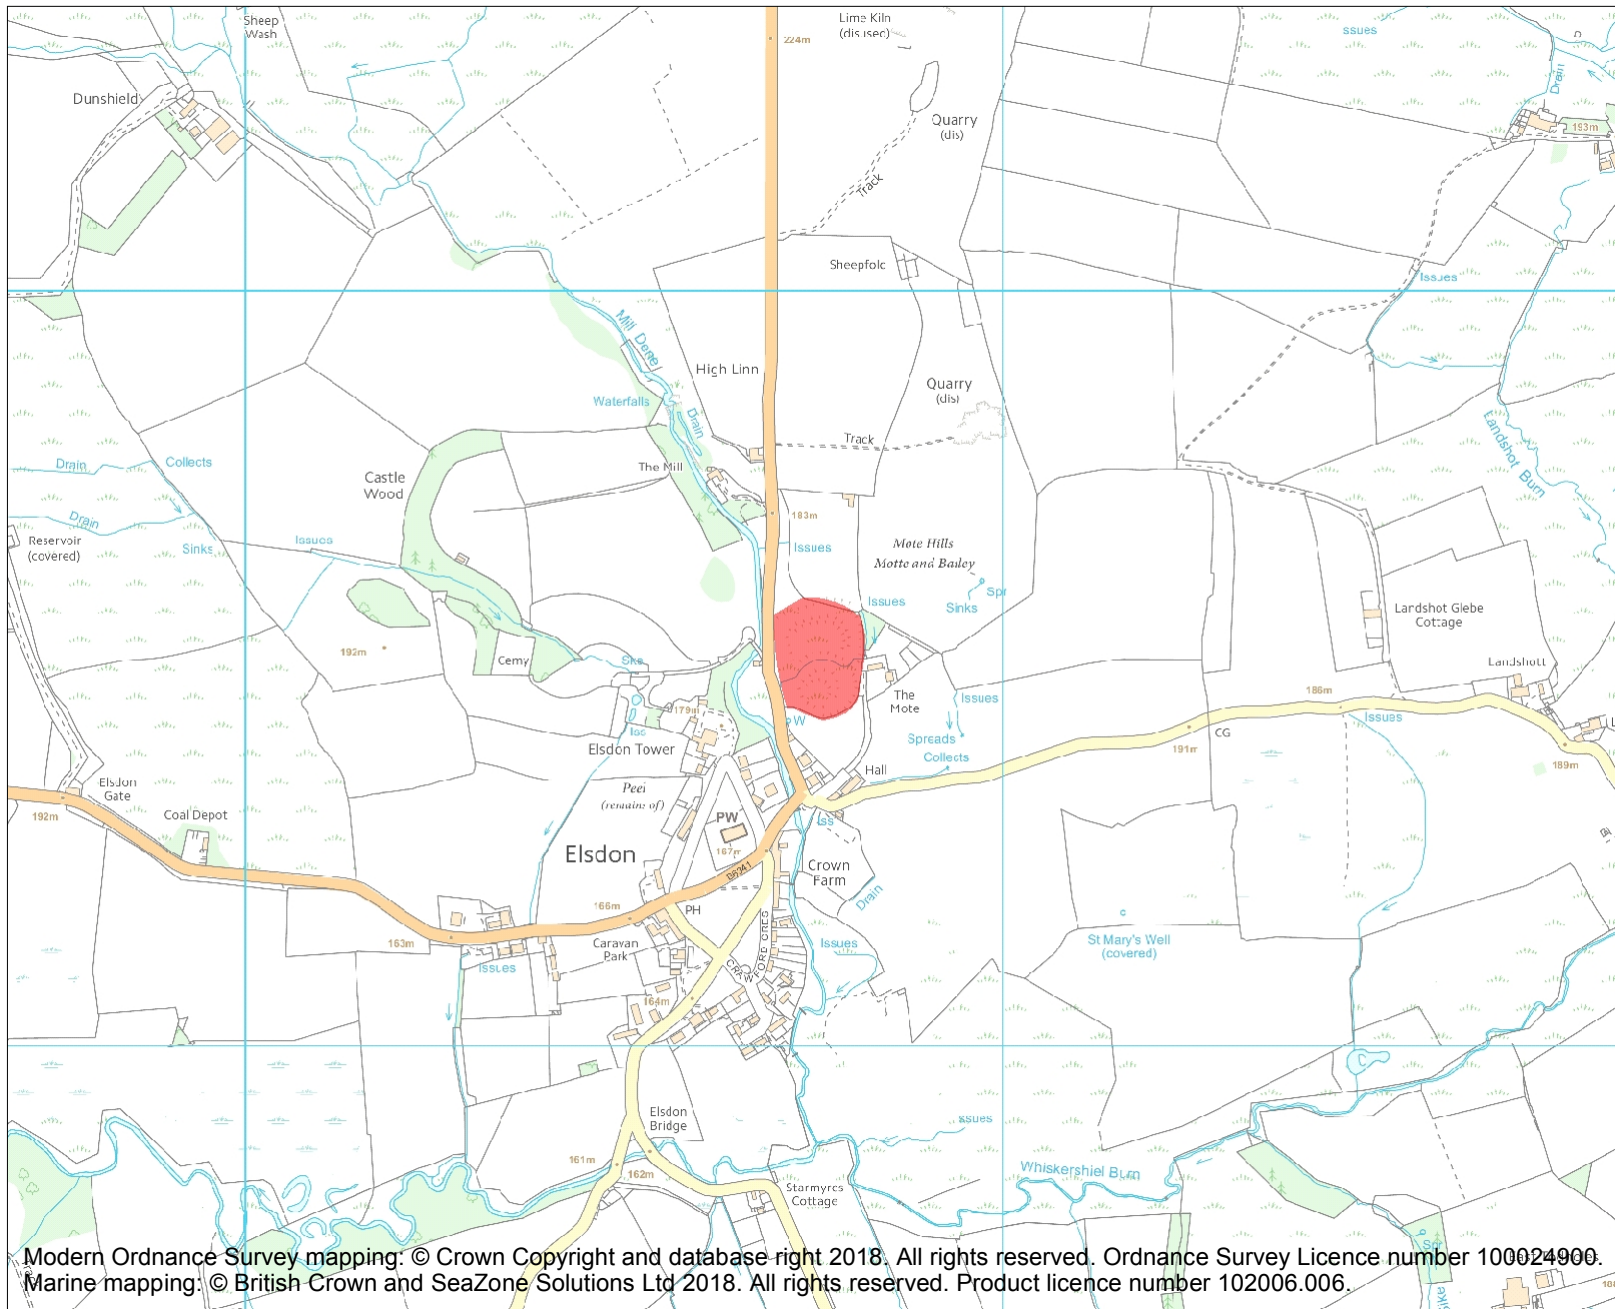 Sheep
Wash
Lime Kiln
(disused)
224m
ssues
Drain
Dunshield
Quarry
(dis)
193m
Track
Sheepfold
Issues
Mill Dene
High Linn
Quarry
(dis)
Waterfalls
Drain
Track
Landshot Burn
Drain
Collects
The Mill
Castle
Wood
Drain
183m
Reservoir
(covered)
Sinks
Issues
Issues
Mote Hills
Motte and Bailey
Spr
Issues
Sinks
Landshot Glebe
Cottage
192m
Cemy
Sks
Landshott
The
Mote
Issues
186m
179m
W
Issues
Iss
Spreads
CG
Elsdon Tower
Collects
191m
Hall
189m
Elsdon
Gate
Peel
(remains of)
192m
Coal Depot
PW
Iss
167m
Elsdon
B6341
Crown
Farm
Drain
166m
PH
163m
Caravan
Park
CRAWFORD CRES
Issues
St Mary's Well
(covered)
Issues
164m
Elsdon
Bridge
ssues
161m
162m
Whiskershiel Burn
Starmyres
Cottage
Spr
Modern Ordnance Survey mapping: © Crown Copyright and database right 2018. All rights reserved. Ordnance Survey Licence number 100024900.
Marine mapping: © British Crown and SeaZone Solutions Ltd 2018. All rights reserved. Product licence number 102006.006.